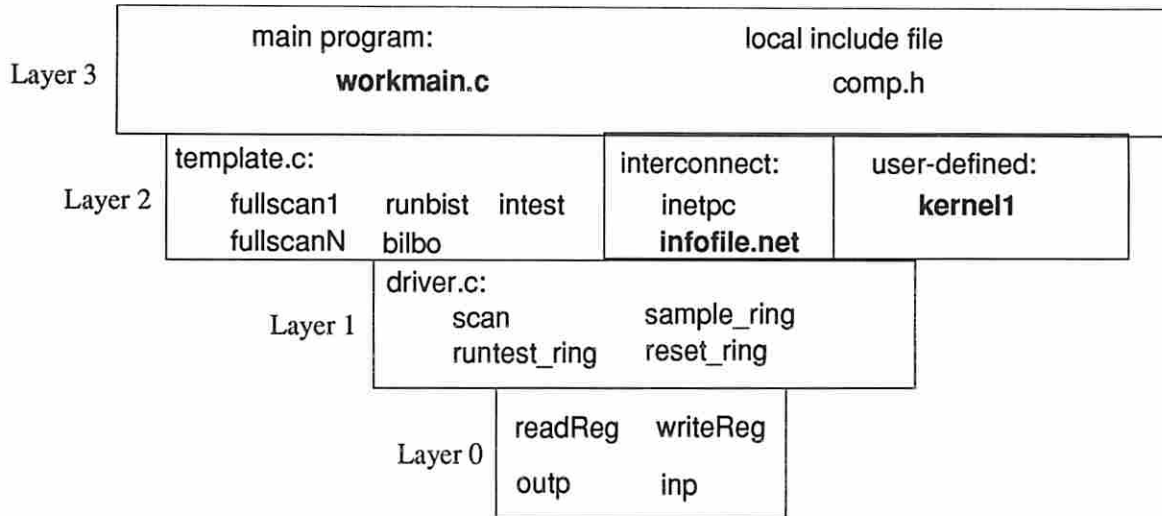 main program: local include file
Layer 3 workmain.c comp.h
template.c: interconnect: user-defined:
Layer 2 fullscan1 runbist intest inetpc kernel1
fullscanN bilbo infofile.net
driver.c:
Layer 1 scan sample_ring
runtest_ring reset_ring
readReg writeReg
Layer 0
outp inp